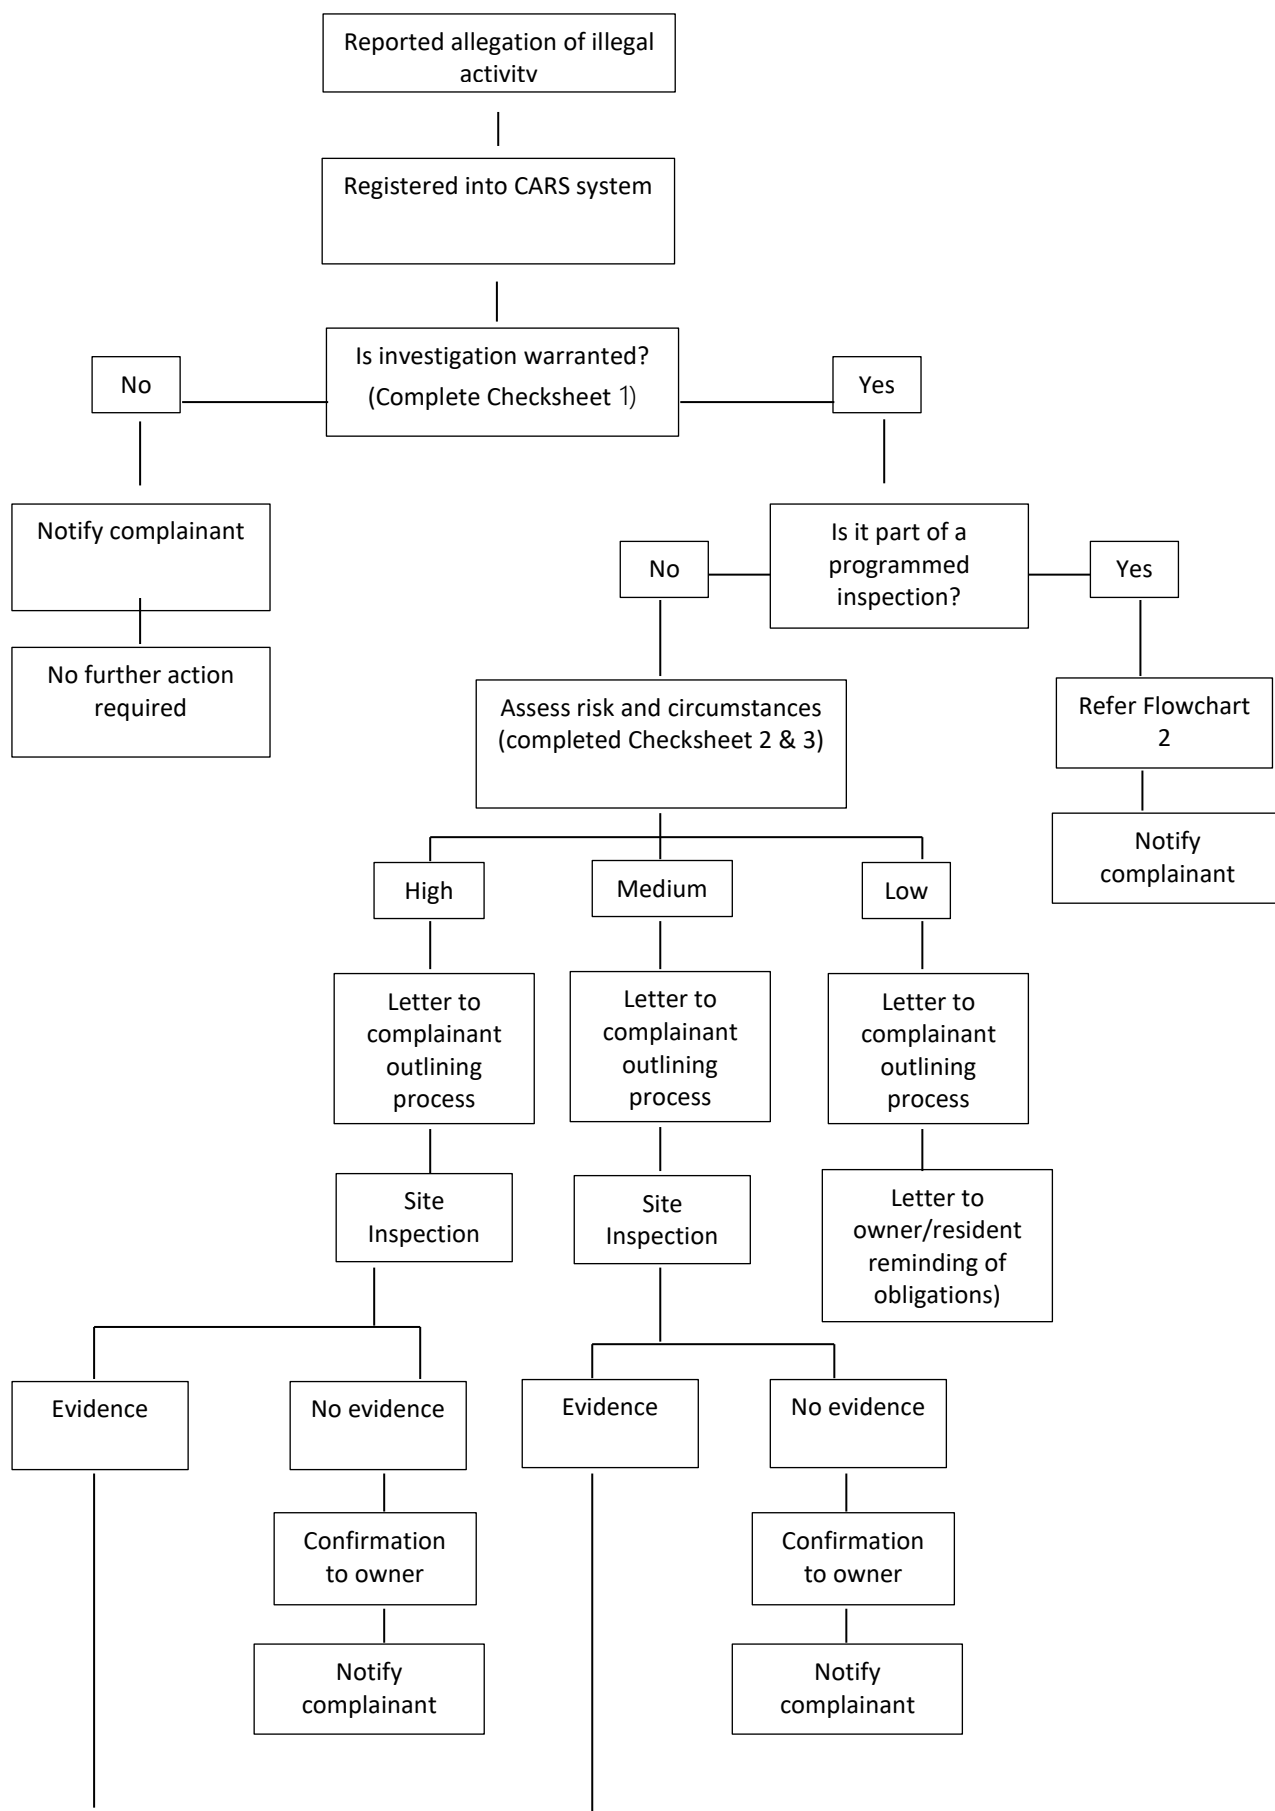 Reported allegation of illegal
activity
Registered into CARS system
Is investigation warranted?
(Complete Checksheet 1)
No
Yes
Notify complainant
No further action
required
Is it part of a
programmed
inspection?
No
Yes
Assess risk and circumstances
(completed Checksheet 2 & 3)
Refer Flowchart
2
Notify
complainant
High
Medium
Low
Letter to
complainant
outlining
process
Letter to
complainant
outlining
process
Letter to
complainant
outlining
process
Site
Inspection
Site
Inspection
Letter to
owner/resident
reminding of
obligations)
Evidence
No evidence
Evidence
No evidence
Confirmation
to owner
Confirmation
to owner
Notify
complainant
Notify
complainant